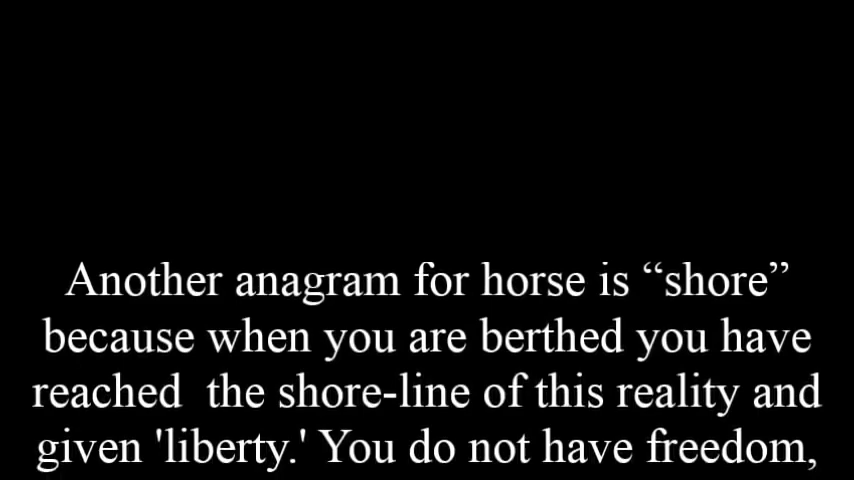 Another anagram for horse is “shore”
because when you are berthed you have
reached  the shore-line of this reality and
given 'liberty.' You do not have freedom,